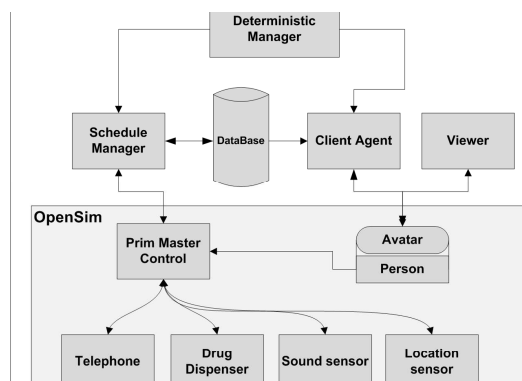 Deterministic
Manager
Schedule
Manager
DataBase
Client Agent
Viewer
OpenSim
Prim Master
Control
Avatar
Person
Telephone
Drug
Dispenser
Sound sensor
Location
sensor